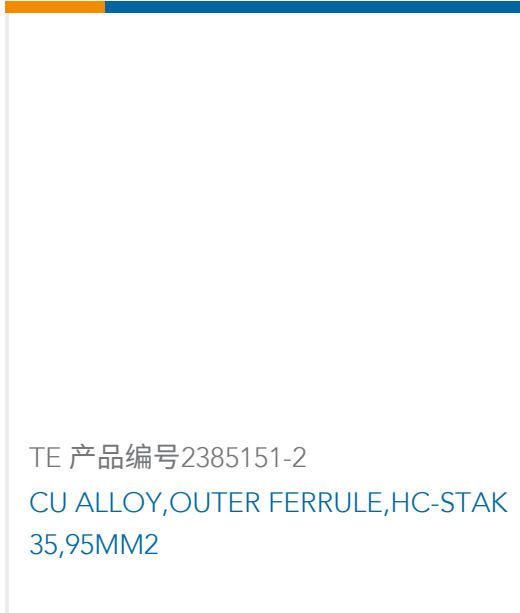 TE 产品编号2385151-2
CU ALLOY,OUTER FERRULE,HC-STAK
35,95MM2